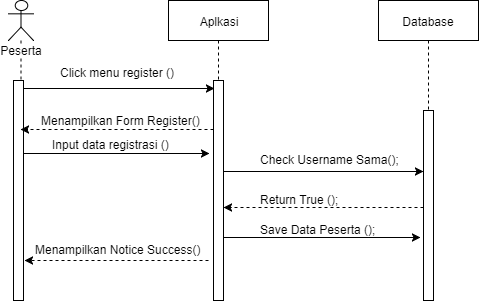 Aplkasi
Database
Peserta
Click menu register ()
Menampilkan Form Register()
Input data registrasi ()
Check Username Sama();
Return True ();
Save Data Peserta ();
Menampilkan Notice Success()